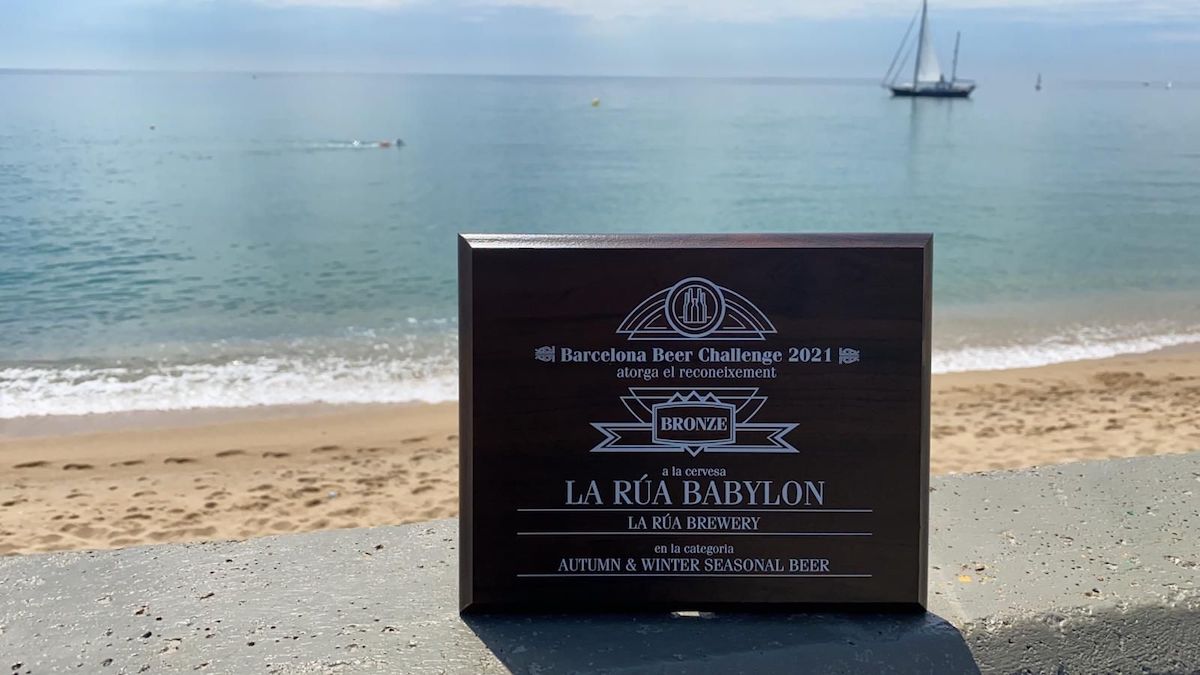 Barcelona Beer Challenge 2021
atorga el reconeixement
BRONZE
a la cervesa
LA RÚA BABYLON
LA RÚA BREWERY
en la categoria
AUTUMN & WINTER SEASONAL BEER